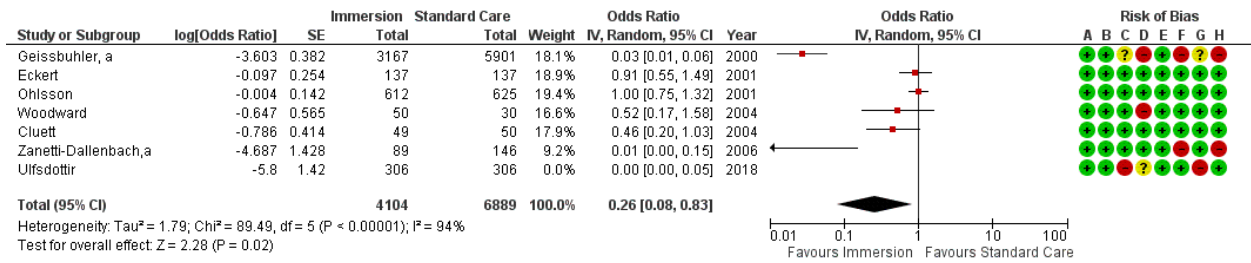 Immersion Standard Care Odds Ratio Odds Ratio Risk of Bias
Study or Subgroup log[Odds Ratio] SE Total Total Weight IV, Random, 95% CI Year IV, Random, 95% CI A B C D E F G H
Geissbuhler, a -3.603 0.382 3167 5901 18.1% 0.03 [0.01, 0.06] 2000 + + ? - + - ? -
Eckert -0.097 0.254 137 137 18.9% 0.91 [0.55, 1.49] 2001 + + + + + + + +
Ohlsson -0.004 0.142 612 625 19.4% 1.00 [0.75, 1.32] 2001 + + + + + + + +
Woodward -0.647 0.565 50 30 16.6% 0.52 [0.17, 1.58] 2004 + + + - + + + +
Cluett -0.786 0.414 49 50 17.9% 0.46 [0.20, 1.03] 2004 + + + + + + + +
Zanetti-Dallenbach,a -4.687 1.428 89 146 9.2% 0.01 [0.00, 0.15] 2006 + + + + + - + -
Ulfsdottir -5.8 1.42 306 306 0.0% 0.00 [0.00, 0.05] 2018 + + - ? + + - +
Total (95% CI) 4104 6889 100.0% 0.26 [0.08, 0.83]
Heterogeneity: Tau² = 1.79; Chi² = 89.49, df = 5 (P < 0.00001); I² = 94%
Test for overall effect: Z = 2.28 (P = 0.02)
0.01 0.1 1 10 100
Favours Immersion Favours Standard Care